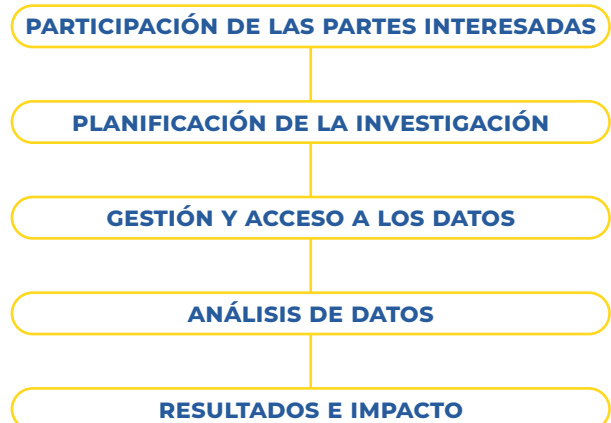 PARTICIPACIÓN DE LAS PARTES INTERESADAS
PLANIFICACIÓN DE LA INVESTIGACIÓN
GESTIÓN Y ACCESO A LOS DATOS
ANÁLISIS DE DATOS
RESULTADOS E IMPACTO